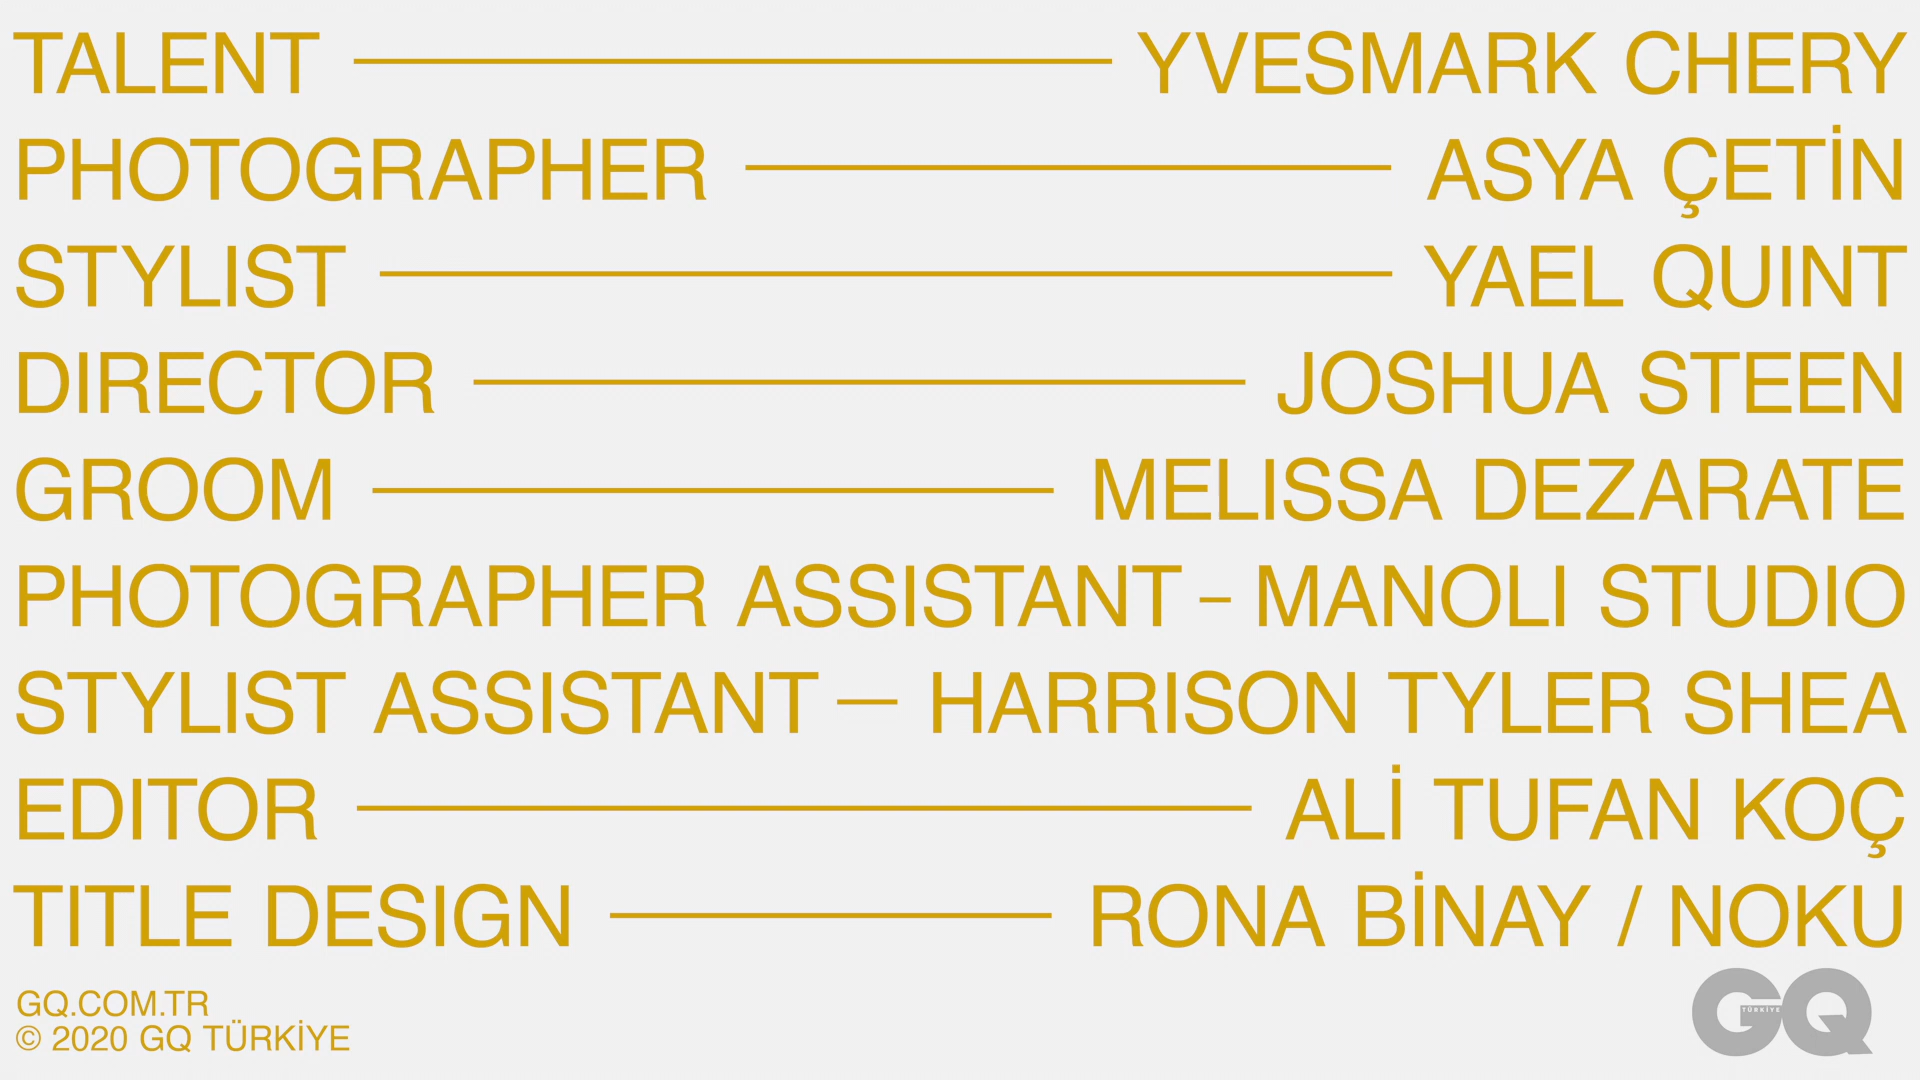 TALENT — YVESMARK CHERY
PHOTOGRAPHER — ASYA ÇETİN
STYLIST — YAEL QUINT
DIRECTOR — JOSHUA STEEN
GROOM — MELISSA DEZARATE
PHOTOGRAPHER ASSISTANT – MANOLI STUDIO
STYLIST ASSISTANT — HARRISON TYLER SHEA
EDITOR — ALİ TUFAN KOÇ
TITLE DESIGN — RONA BİNAY / NOKU
GQ.COM.TR
© 2020 GQ TÜRKİYE
GQ
TÜRKİYE